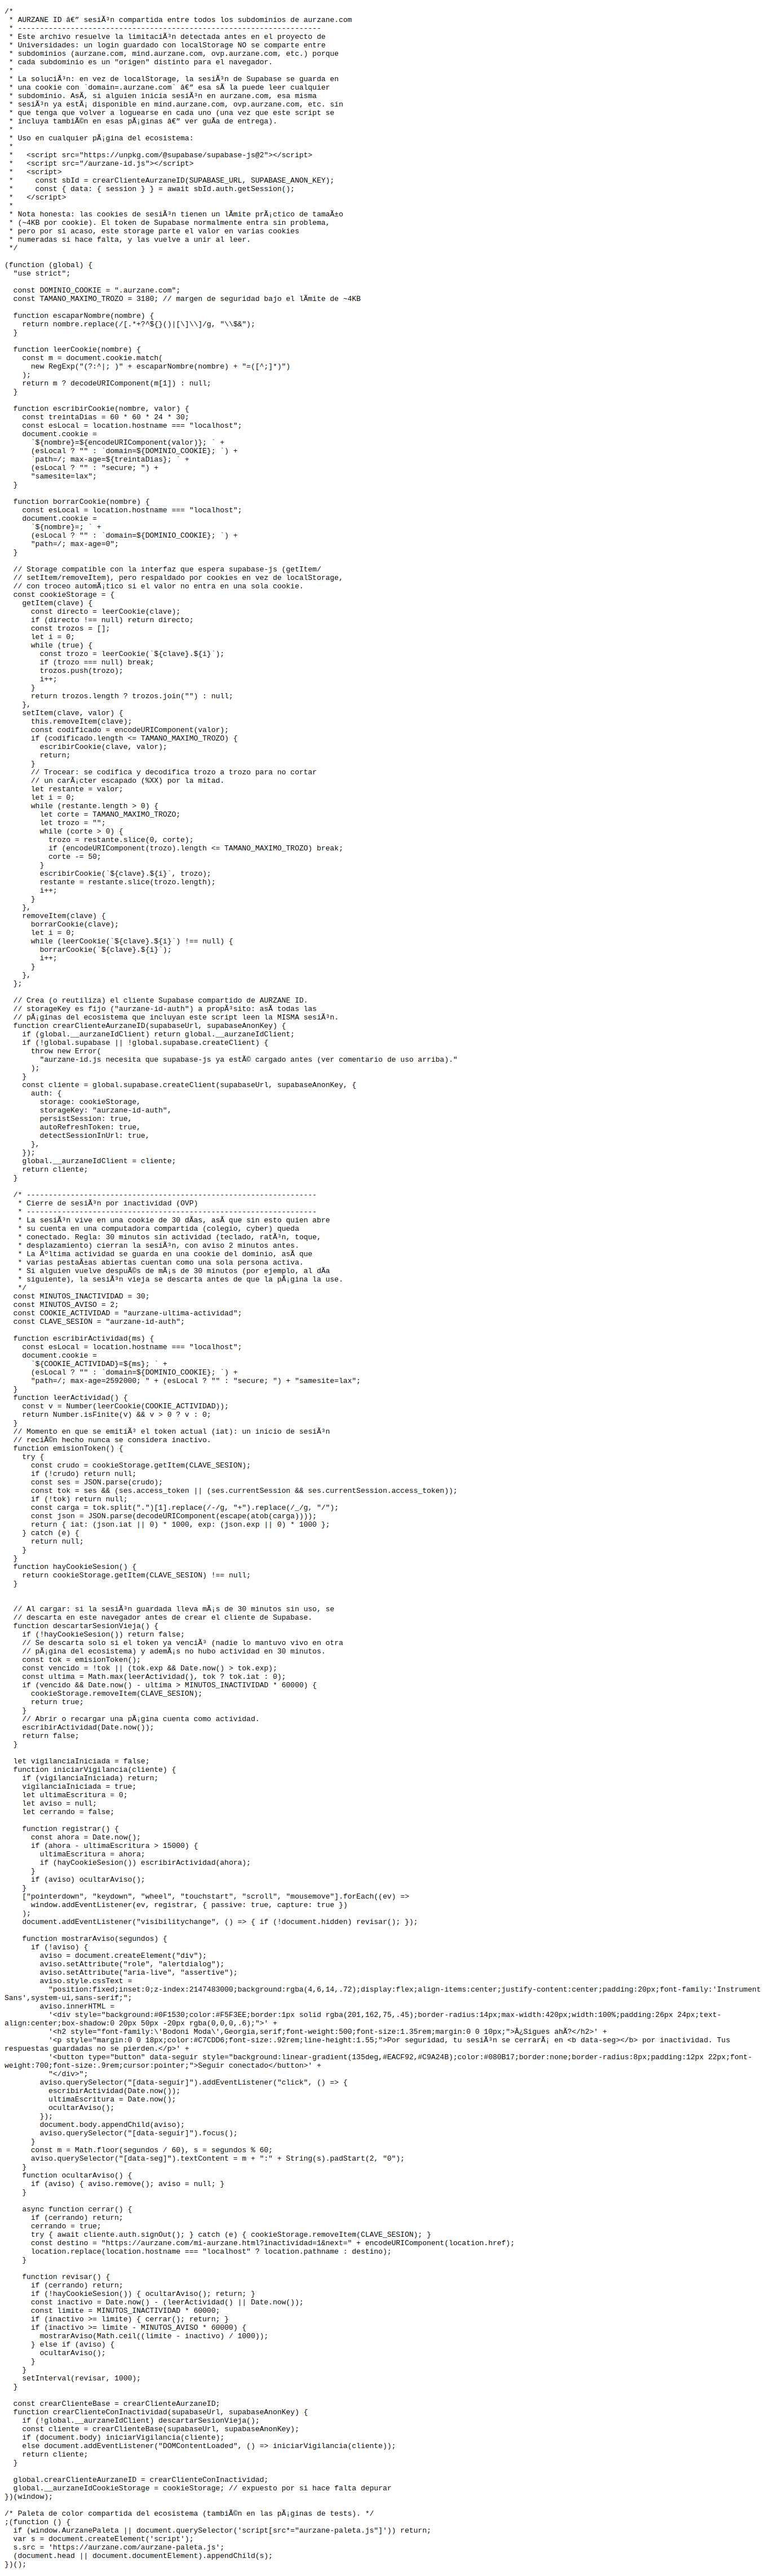 /*
 * AURZANE ID â€” sesiÃ³n compartida entre todos los subdominios de aurzane.com
 * ---------------------------------------------------------------------
 * Este archivo resuelve la limitaciÃ³n detectada antes en el proyecto de
 * Universidades: un login guardado con localStorage NO se comparte entre
 * subdominios (aurzane.com, mind.aurzane.com, ovp.aurzane.com, etc.) porque
 * cada subdominio es un "origen" distinto para el navegador.
 *
 * La soluciÃ³n: en vez de localStorage, la sesiÃ³n de Supabase se guarda en
 * una cookie con `domain=.aurzane.com` â€” esa sÃ­ la puede leer cualquier
 * subdominio. AsÃ­, si alguien inicia sesiÃ³n en aurzane.com, esa misma
 * sesiÃ³n ya estÃ¡ disponible en mind.aurzane.com, ovp.aurzane.com, etc. sin
 * que tenga que volver a loguearse en cada uno (una vez que este script se
 * incluya tambiÃ©n en esas pÃ¡ginas â€” ver guÃ­a de entrega).
 *
 * Uso en cualquier pÃ¡gina del ecosistema:
 *
 *   <script src="https://unpkg.com/@supabase/supabase-js@2"></script>
 *   <script src="/aurzane-id.js"></script>
 *   <script>
 *     const sbId = crearClienteAurzaneID(SUPABASE_URL, SUPABASE_ANON_KEY);
 *     const { data: { session } } = await sbId.auth.getSession();
 *   </script>
 *
 * Nota honesta: las cookies de sesiÃ³n tienen un lÃ­mite prÃ¡ctico de tamaÃ±o
 * (~4KB por cookie). El token de Supabase normalmente entra sin problema,
 * pero por si acaso, este storage parte el valor en varias cookies
 * numeradas si hace falta, y las vuelve a unir al leer.
 */

(function (global) {
  "use strict";

  const DOMINIO_COOKIE = ".aurzane.com";
  const TAMANO_MAXIMO_TROZO = 3180; // margen de seguridad bajo el lÃ­mite de ~4KB

  function escaparNombre(nombre) {
    return nombre.replace(/[.*+?^${}()|[\]\\]/g, "\\$&");
  }

  function leerCookie(nombre) {
    const m = document.cookie.match(
      new RegExp("(?:^|; )" + escaparNombre(nombre) + "=([^;]*)")
    );
    return m ? decodeURIComponent(m[1]) : null;
  }

  function escribirCookie(nombre, valor) {
    const treintaDias = 60 * 60 * 24 * 30;
    const esLocal = location.hostname === "localhost";
    document.cookie =
      `${nombre}=${encodeURIComponent(valor)}; ` +
      (esLocal ? "" : `domain=${DOMINIO_COOKIE}; `) +
      `path=/; max-age=${treintaDias}; ` +
      (esLocal ? "" : "secure; ") +
      "samesite=lax";
  }

  function borrarCookie(nombre) {
    const esLocal = location.hostname === "localhost";
    document.cookie =
      `${nombre}=; ` +
      (esLocal ? "" : `domain=${DOMINIO_COOKIE}; `) +
      "path=/; max-age=0";
  }

  // Storage compatible con la interfaz que espera supabase-js (getItem/
  // setItem/removeItem), pero respaldado por cookies en vez de localStorage,
  // con troceo automÃ¡tico si el valor no entra en una sola cookie.
  const cookieStorage = {
    getItem(clave) {
      const directo = leerCookie(clave);
      if (directo !== null) return directo;
      const trozos = [];
      let i = 0;
      while (true) {
        const trozo = leerCookie(`${clave}.${i}`);
        if (trozo === null) break;
        trozos.push(trozo);
        i++;
      }
      return trozos.length ? trozos.join("") : null;
    },
    setItem(clave, valor) {
      this.removeItem(clave);
      const codificado = encodeURIComponent(valor);
      if (codificado.length <= TAMANO_MAXIMO_TROZO) {
        escribirCookie(clave, valor);
        return;
      }
      // Trocear: se codifica y decodifica trozo a trozo para no cortar
      // un carÃ¡cter escapado (%XX) por la mitad.
      let restante = valor;
      let i = 0;
      while (restante.length > 0) {
        let corte = TAMANO_MAXIMO_TROZO;
        let trozo = "";
        while (corte > 0) {
          trozo = restante.slice(0, corte);
          if (encodeURIComponent(trozo).length <= TAMANO_MAXIMO_TROZO) break;
          corte -= 50;
        }
        escribirCookie(`${clave}.${i}`, trozo);
        restante = restante.slice(trozo.length);
        i++;
      }
    },
    removeItem(clave) {
      borrarCookie(clave);
      let i = 0;
      while (leerCookie(`${clave}.${i}`) !== null) {
        borrarCookie(`${clave}.${i}`);
        i++;
      }
    },
  };

  // Crea (o reutiliza) el cliente Supabase compartido de AURZANE ID.
  // storageKey es fijo ("aurzane-id-auth") a propÃ³sito: asÃ­ todas las
  // pÃ¡ginas del ecosistema que incluyan este script leen la MISMA sesiÃ³n.
  function crearClienteAurzaneID(supabaseUrl, supabaseAnonKey) {
    if (global.__aurzaneIdClient) return global.__aurzaneIdClient;
    if (!global.supabase || !global.supabase.createClient) {
      throw new Error(
        "aurzane-id.js necesita que supabase-js ya estÃ© cargado antes (ver comentario de uso arriba)."
      );
    }
    const cliente = global.supabase.createClient(supabaseUrl, supabaseAnonKey, {
      auth: {
        storage: cookieStorage,
        storageKey: "aurzane-id-auth",
        persistSession: true,
        autoRefreshToken: true,
        detectSessionInUrl: true,
      },
    });
    global.__aurzaneIdClient = cliente;
    return cliente;
  }

  /* ------------------------------------------------------------------
   * Cierre de sesiÃ³n por inactividad (OVP)
   * ------------------------------------------------------------------
   * La sesiÃ³n vive en una cookie de 30 dÃ­as, asÃ­ que sin esto quien abre
   * su cuenta en una computadora compartida (colegio, cyber) queda
   * conectado. Regla: 30 minutos sin actividad (teclado, ratÃ³n, toque,
   * desplazamiento) cierran la sesiÃ³n, con aviso 2 minutos antes.
   * La Ãºltima actividad se guarda en una cookie del dominio, asÃ­ que
   * varias pestaÃ±as abiertas cuentan como una sola persona activa.
   * Si alguien vuelve despuÃ©s de mÃ¡s de 30 minutos (por ejemplo, al dÃ­a
   * siguiente), la sesiÃ³n vieja se descarta antes de que la pÃ¡gina la use.
   */
  const MINUTOS_INACTIVIDAD = 30;
  const MINUTOS_AVISO = 2;
  const COOKIE_ACTIVIDAD = "aurzane-ultima-actividad";
  const CLAVE_SESION = "aurzane-id-auth";

  function escribirActividad(ms) {
    const esLocal = location.hostname === "localhost";
    document.cookie =
      `${COOKIE_ACTIVIDAD}=${ms}; ` +
      (esLocal ? "" : `domain=${DOMINIO_COOKIE}; `) +
      "path=/; max-age=2592000; " + (esLocal ? "" : "secure; ") + "samesite=lax";
  }
  function leerActividad() {
    const v = Number(leerCookie(COOKIE_ACTIVIDAD));
    return Number.isFinite(v) && v > 0 ? v : 0;
  }
  // Momento en que se emitiÃ³ el token actual (iat): un inicio de sesiÃ³n
  // reciÃ©n hecho nunca se considera inactivo.
  function emisionToken() {
    try {
      const crudo = cookieStorage.getItem(CLAVE_SESION);
      if (!crudo) return null;
      const ses = JSON.parse(crudo);
      const tok = ses && (ses.access_token || (ses.currentSession && ses.currentSession.access_token));
      if (!tok) return null;
      const carga = tok.split(".")[1].replace(/-/g, "+").replace(/_/g, "/");
      const json = JSON.parse(decodeURIComponent(escape(atob(carga))));
      return { iat: (json.iat || 0) * 1000, exp: (json.exp || 0) * 1000 };
    } catch (e) {
      return null;
    }
  }
  function hayCookieSesion() {
    return cookieStorage.getItem(CLAVE_SESION) !== null;
  }


  // Al cargar: si la sesiÃ³n guardada lleva mÃ¡s de 30 minutos sin uso, se
  // descarta en este navegador antes de crear el cliente de Supabase.
  function descartarSesionVieja() {
    if (!hayCookieSesion()) return false;
    // Se descarta solo si el token ya venciÃ³ (nadie lo mantuvo vivo en otra
    // pÃ¡gina del ecosistema) y ademÃ¡s no hubo actividad en 30 minutos.
    const tok = emisionToken();
    const vencido = !tok || (tok.exp && Date.now() > tok.exp);
    const ultima = Math.max(leerActividad(), tok ? tok.iat : 0);
    if (vencido && Date.now() - ultima > MINUTOS_INACTIVIDAD * 60000) {
      cookieStorage.removeItem(CLAVE_SESION);
      return true;
    }
    // Abrir o recargar una pÃ¡gina cuenta como actividad.
    escribirActividad(Date.now());
    return false;
  }

  let vigilanciaIniciada = false;
  function iniciarVigilancia(cliente) {
    if (vigilanciaIniciada) return;
    vigilanciaIniciada = true;
    let ultimaEscritura = 0;
    let aviso = null;
    let cerrando = false;

    function registrar() {
      const ahora = Date.now();
      if (ahora - ultimaEscritura > 15000) {
        ultimaEscritura = ahora;
        if (hayCookieSesion()) escribirActividad(ahora);
      }
      if (aviso) ocultarAviso();
    }
    ["pointerdown", "keydown", "wheel", "touchstart", "scroll", "mousemove"].forEach((ev) =>
      window.addEventListener(ev, registrar, { passive: true, capture: true })
    );
    document.addEventListener("visibilitychange", () => { if (!document.hidden) revisar(); });

    function mostrarAviso(segundos) {
      if (!aviso) {
        aviso = document.createElement("div");
        aviso.setAttribute("role", "alertdialog");
        aviso.setAttribute("aria-live", "assertive");
        aviso.style.cssText =
          "position:fixed;inset:0;z-index:2147483000;background:rgba(4,6,14,.72);display:flex;align-items:center;justify-content:center;padding:20px;font-family:'Instrument
Sans',system-ui,sans-serif;";
        aviso.innerHTML =
          '<div style="background:#0F1530;color:#F5F3EE;border:1px solid rgba(201,162,75,.45);border-radius:14px;max-width:420px;width:100%;padding:26px 24px;text-
align:center;box-shadow:0 20px 50px -20px rgba(0,0,0,.6);">' +
          '<h2 style="font-family:\'Bodoni Moda\',Georgia,serif;font-weight:500;font-size:1.35rem;margin:0 0 10px;">Â¿Sigues ahÃ­?</h2>' +
          '<p style="margin:0 0 18px;color:#C7CDD6;font-size:.92rem;line-height:1.55;">Por seguridad, tu sesiÃ³n se cerrarÃ¡ en <b data-seg></b> por inactividad. Tus
respuestas guardadas no se pierden.</p>' +
          '<button type="button" data-seguir style="background:linear-gradient(135deg,#EACF92,#C9A24B);color:#080B17;border:none;border-radius:8px;padding:12px 22px;font-
weight:700;font-size:.9rem;cursor:pointer;">Seguir conectado</button>' +
          "</div>";
        aviso.querySelector("[data-seguir]").addEventListener("click", () => {
          escribirActividad(Date.now());
          ultimaEscritura = Date.now();
          ocultarAviso();
        });
        document.body.appendChild(aviso);
        aviso.querySelector("[data-seguir]").focus();
      }
      const m = Math.floor(segundos / 60), s = segundos % 60;
      aviso.querySelector("[data-seg]").textContent = m + ":" + String(s).padStart(2, "0");
    }
    function ocultarAviso() {
      if (aviso) { aviso.remove(); aviso = null; }
    }

    async function cerrar() {
      if (cerrando) return;
      cerrando = true;
      try { await cliente.auth.signOut(); } catch (e) { cookieStorage.removeItem(CLAVE_SESION); }
      const destino = "https://aurzane.com/mi-aurzane.html?inactividad=1&next=" + encodeURIComponent(location.href);
      location.replace(location.hostname === "localhost" ? location.pathname : destino);
    }

    function revisar() {
      if (cerrando) return;
      if (!hayCookieSesion()) { ocultarAviso(); return; }
      const inactivo = Date.now() - (leerActividad() || Date.now());
      const limite = MINUTOS_INACTIVIDAD * 60000;
      if (inactivo >= limite) { cerrar(); return; }
      if (inactivo >= limite - MINUTOS_AVISO * 60000) {
        mostrarAviso(Math.ceil((limite - inactivo) / 1000));
      } else if (aviso) {
        ocultarAviso();
      }
    }
    setInterval(revisar, 1000);
  }

  const crearClienteBase = crearClienteAurzaneID;
  function crearClienteConInactividad(supabaseUrl, supabaseAnonKey) {
    if (!global.__aurzaneIdClient) descartarSesionVieja();
    const cliente = crearClienteBase(supabaseUrl, supabaseAnonKey);
    if (document.body) iniciarVigilancia(cliente);
    else document.addEventListener("DOMContentLoaded", () => iniciarVigilancia(cliente));
    return cliente;
  }

  global.crearClienteAurzaneID = crearClienteConInactividad;
  global.__aurzaneIdCookieStorage = cookieStorage; // expuesto por si hace falta depurar
})(window);

/* Paleta de color compartida del ecosistema (tambiÃ©n en las pÃ¡ginas de tests). */
;(function () {
  if (window.AurzanePaleta || document.querySelector('script[src*="aurzane-paleta.js"]')) return;
  var s = document.createElement('script');
  s.src = 'https://aurzane.com/aurzane-paleta.js';
  (document.head || document.documentElement).appendChild(s);
})();